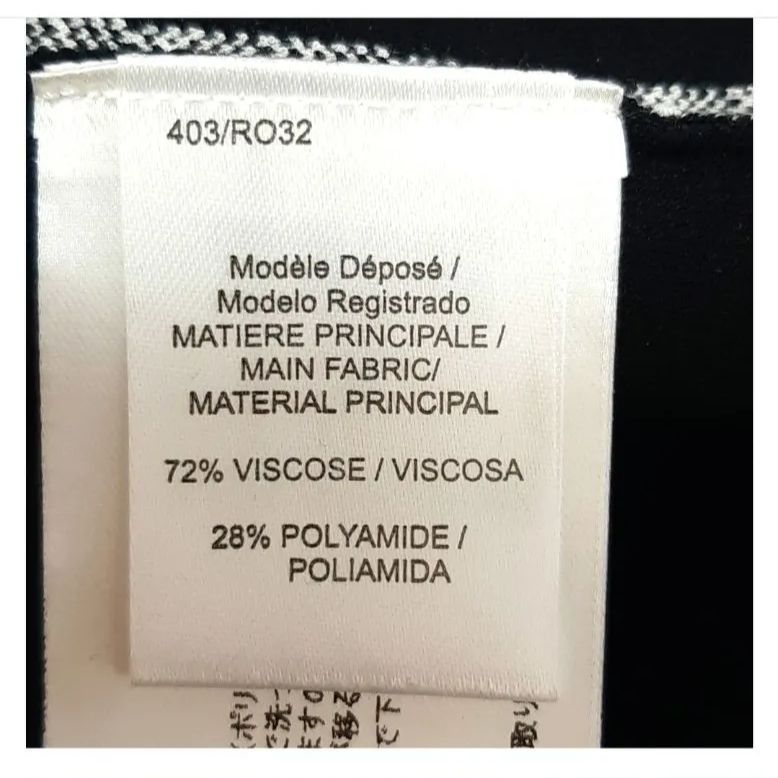 403/RO32
Modèle Déposé /
Modelo Registrado
MATIERE PRINCIPALE /
MAIN FABRIC/
MATERIAL PRINCIPAL
72% VISCOSE / VISCOSA
28% POLYAMIDE /
POLIAMIDA